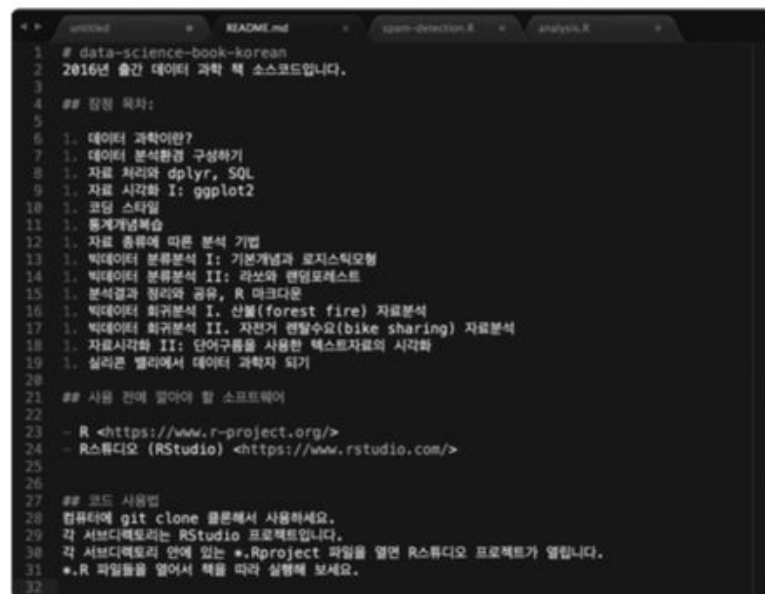 untitled
README.md
spam-detection.R
analysis.R
1 # data-science-book-korean
2 2016년 출간 데이터 과학 책 소스코드입니다.
3
4 ## 잠정 목차:
5
6 1. 데이터 과학이란?
7 1. 데이터 분석환경 구성하기
8 1. 자료 처리와 dplyr, SQL
9 1. 자료 시각화 I: ggplot2
10 1. 코딩 스타일
11 1. 통계개념복습
12 1. 자료 종류에 따른 분석 기법
13 1. 빅데이터 분류분석 I: 기본개념과 로지스틱모형
14 1. 빅데이터 분류분석 II: 라쏘와 랜덤포레스트
15 1. 분석결과 정리와 공유, R 마크다운
16 1. 빅데이터 회귀분석 I. 산불(forest fire) 자료분석
17 1. 빅데이터 회귀분석 II. 자전거 렌탈수요(bike sharing) 자료분석
18 1. 자료시각화 II: 단어구름을 사용한 텍스트자료의 시각화
19 1. 실리콘 밸리에서 데이터 과학자 되기
20
21 ## 사용 전에 깔아야 할 소프트웨어
22
23 - R <https://www.r-project.org/>
24 - R스튜디오 (RStudio) <https://www.rstudio.com/>
25
26
27 ## 코드 사용법
28 컴퓨터에 git clone 클론해서 사용하세요.
29 각 서브디렉토리는 RStudio 프로젝트입니다.
30 각 서브디렉토리 안에 있는 *.Rproject 파일을 열면 R스튜디오 프로젝트가 열립니다.
31 *.R 파일들을 열어서 책을 따라 실행해 보세요.
32